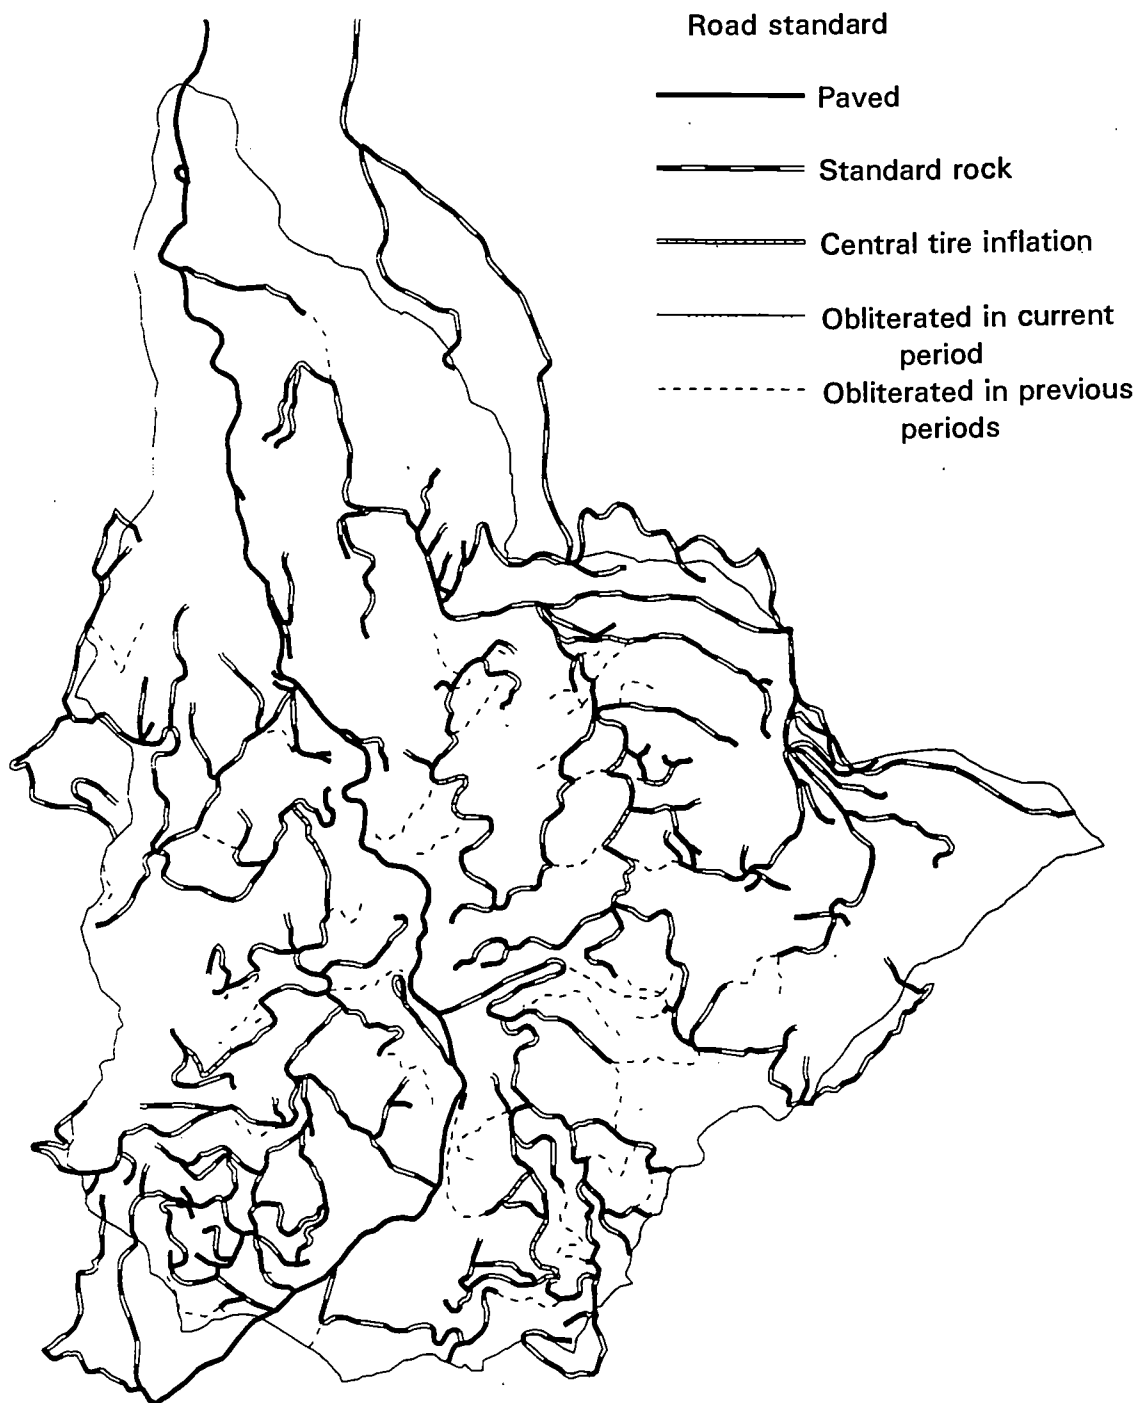 Road standard
Paved
Standard rock
Central tire inflation
Obliterated in current
period
Obliterated in previous
periods